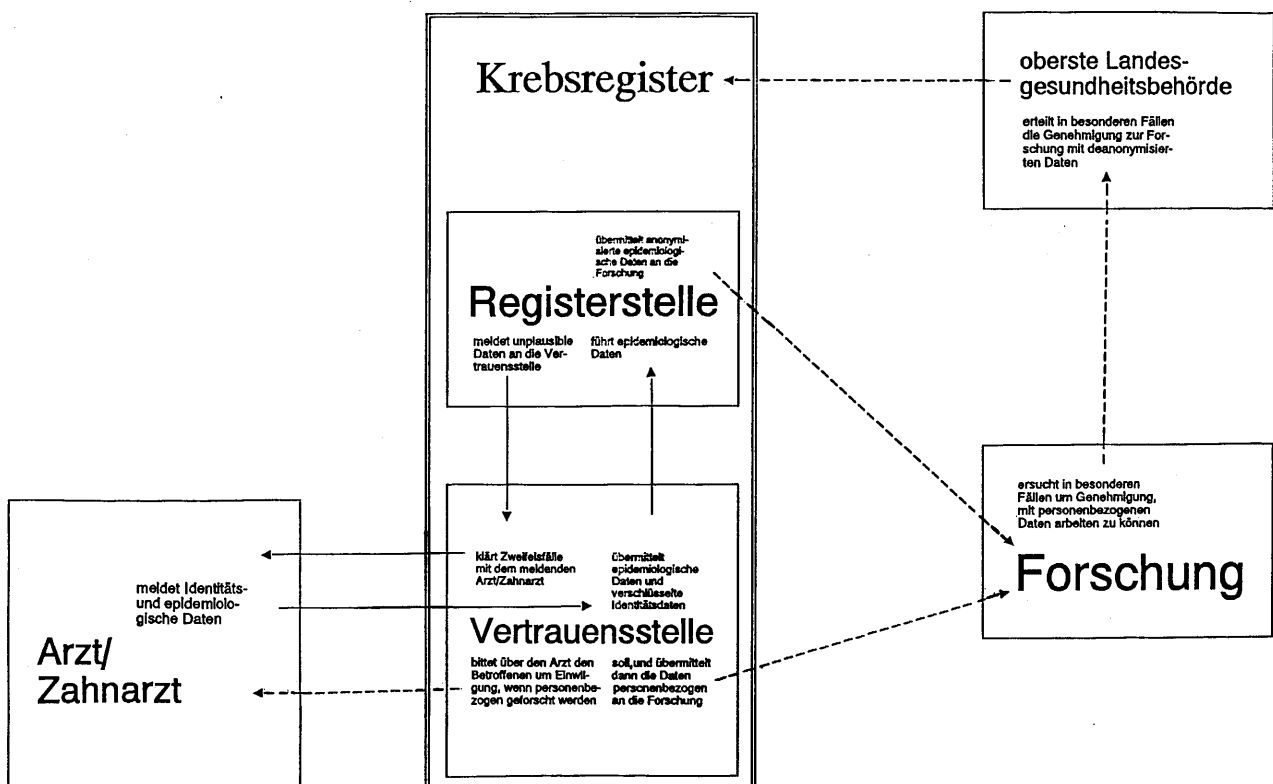 Krebsregister
oberste Landes-
gesundheitsbehörde
erteilt in besonderen Fällen
die Genehmigung zur For-
schung mit deanonymisier-
ten Daten
übermittelt anonymi-
sierte epidemiologi-
sche Daten an die
Forschung
Registerstelle
meldet unplausible
Daten an die Ver-
trauensstelle
führt epidemiologische
Daten
ersucht in besonderen
Fällen um Genehmigung,
mit personenbezogenen
Daten arbeiten zu können
Forschung
klärt Zweifelsfälle
mit dem meldenden
Arzt/Zahnarzt
übermittelt
epidemiologische
Daten und
verschlüsselte
Identitätsdaten
Vertrauensstelle
bittet über den Arzt den
Betroffenen um Einwilli-
gung, wenn personenbe-
zogen geforscht werden
soll,und übermittelt
dann die Daten
personenbezogen
an die Forschung
meldet Identitäts-
und epidemiolo-
gische Daten
Arzt/
Zahnarzt